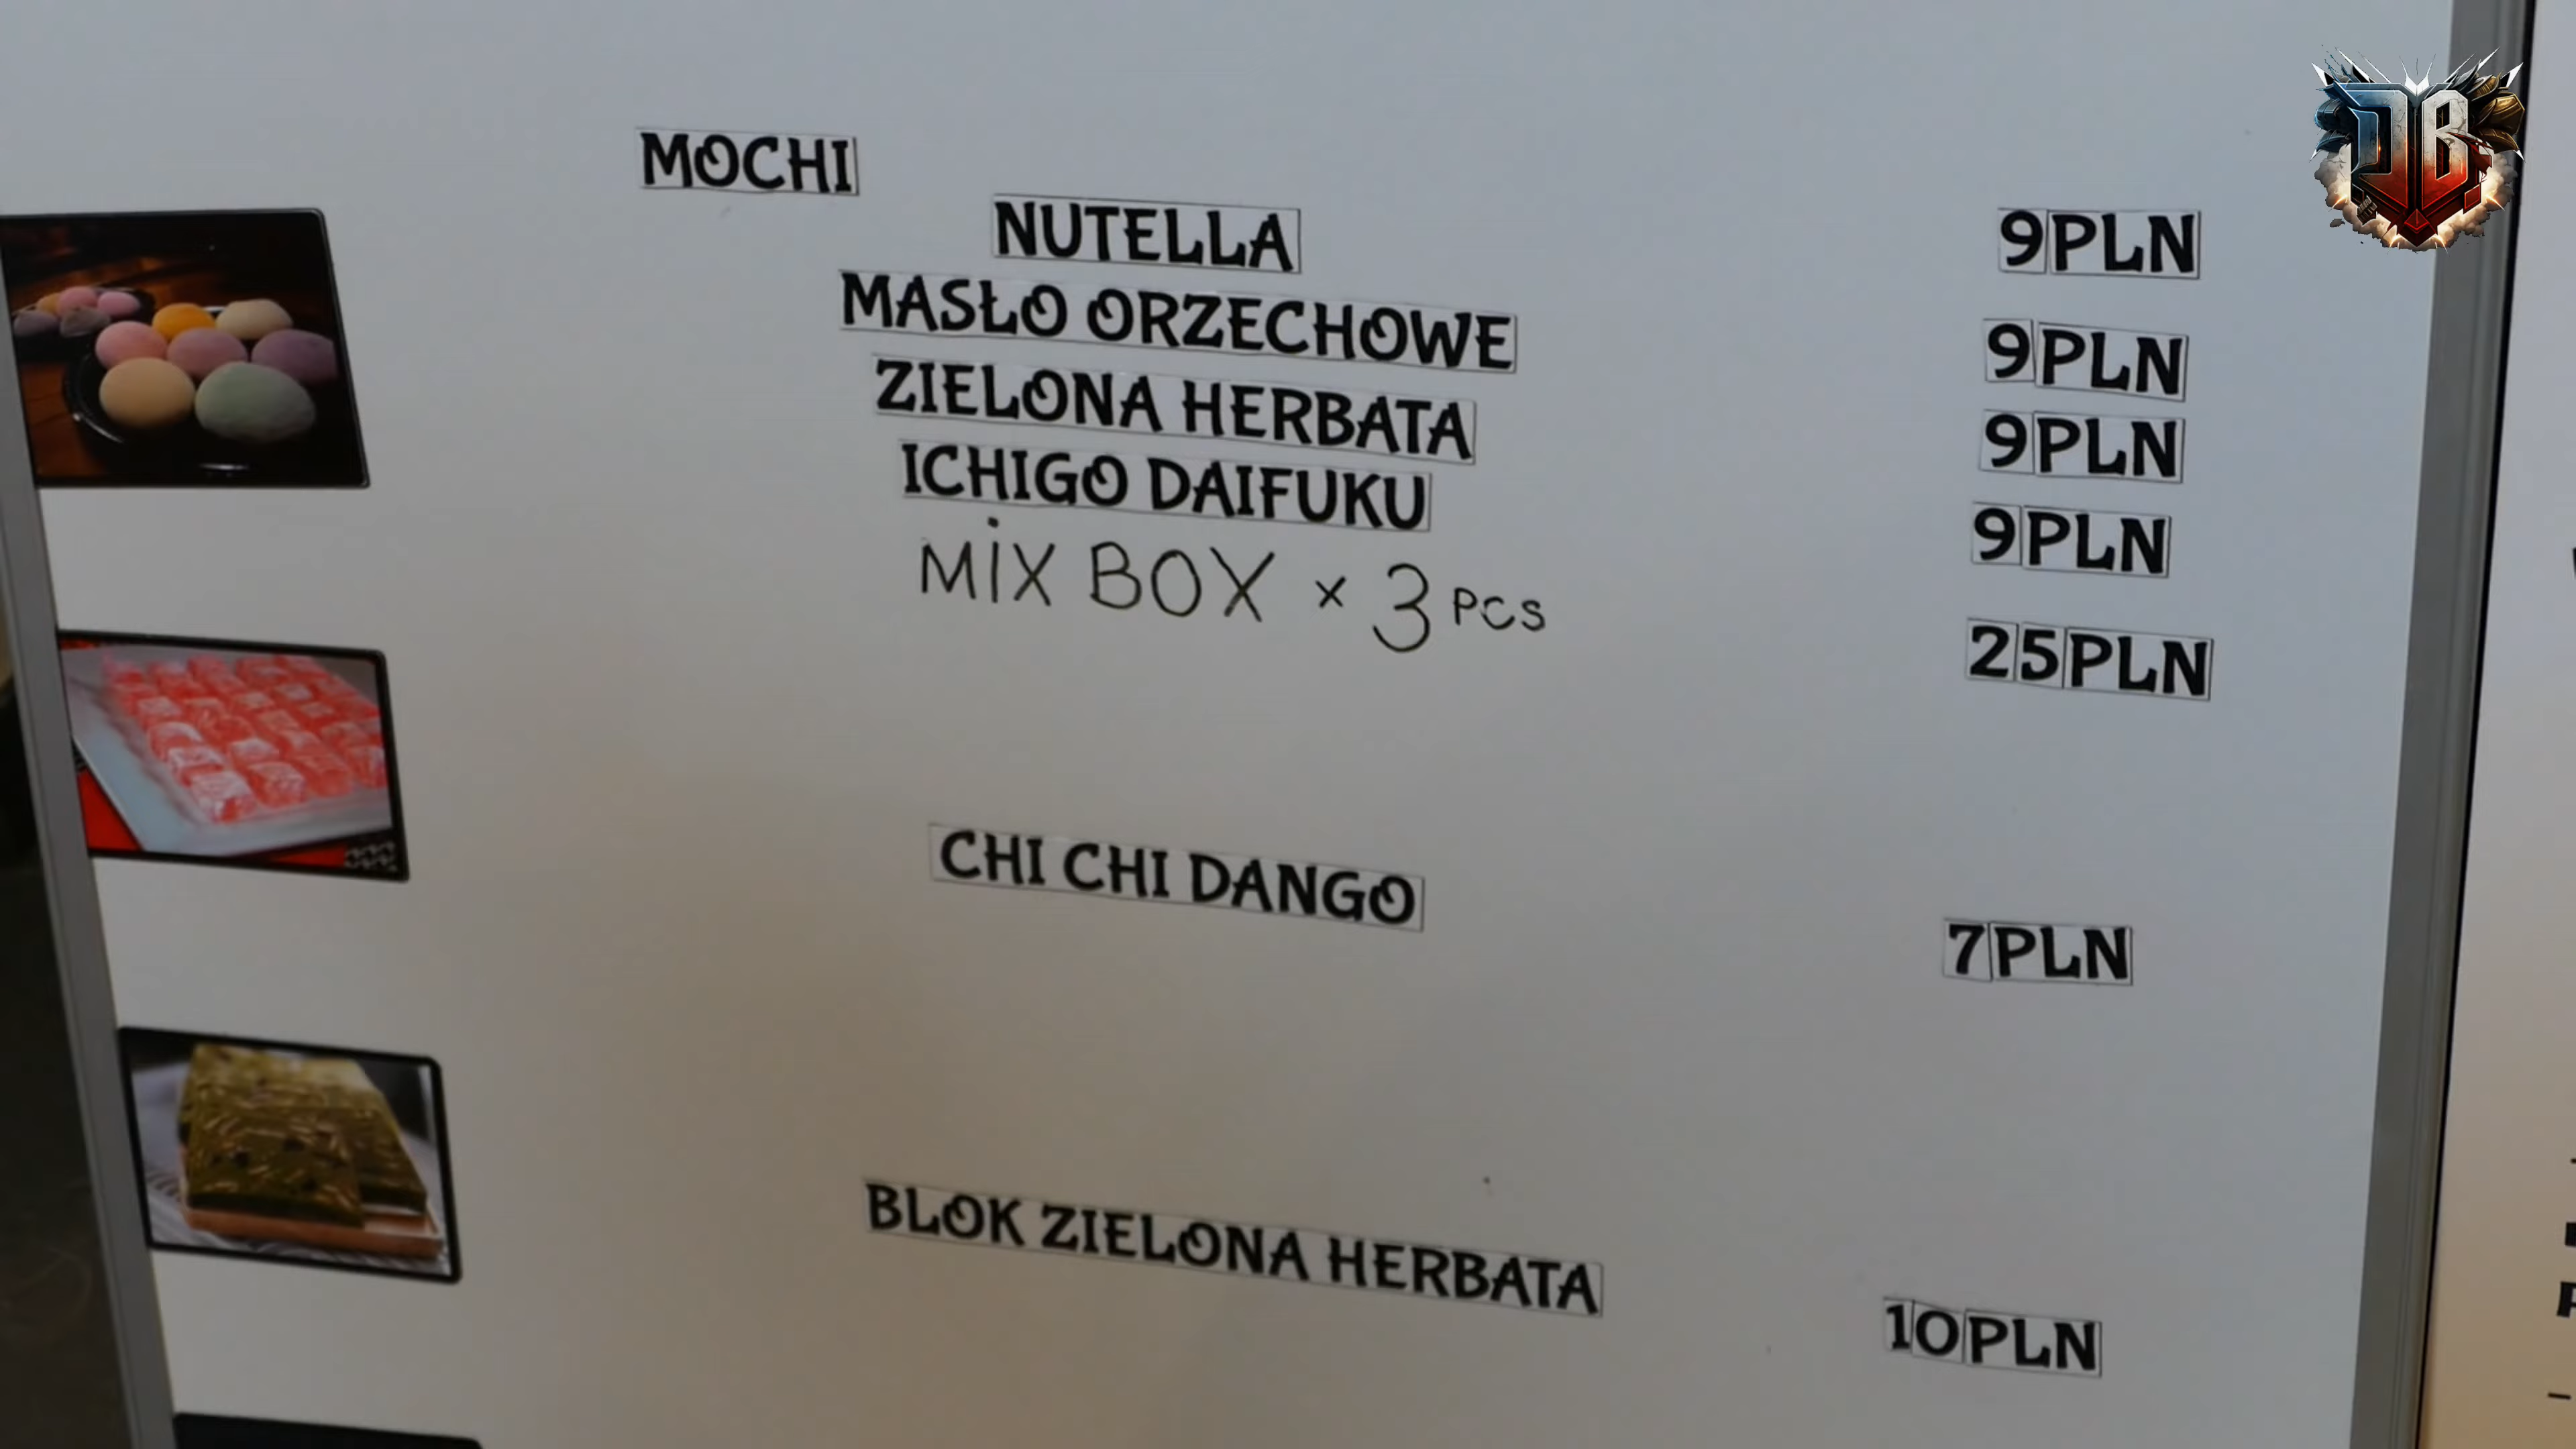 DB
MOCHI
NUTELLA 9PLN
MASŁO ORZECHOWE 9PLN
ZIELONA HERBATA 9PLN
ICHIGO DAIFUKU 9PLN
MiX BOX x 3 PCS 25PLN
CHI CHI DANGO 7PLN
BLOK ZIELONA HERBATA 10PLN